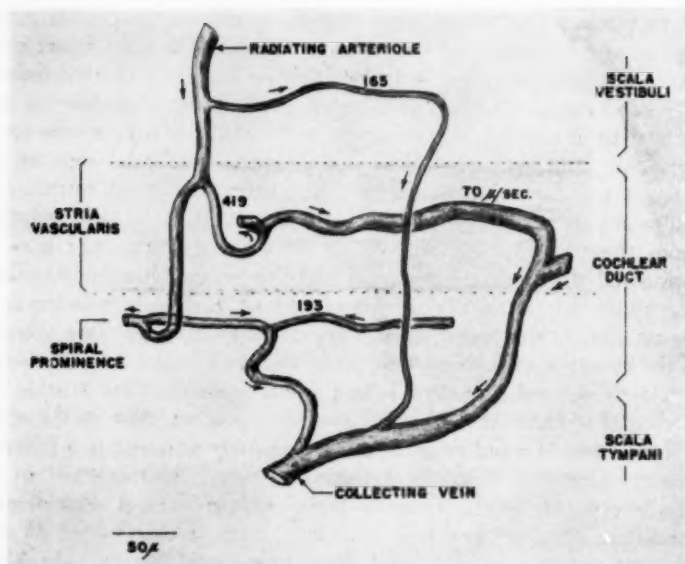 RADIATING ARTERIOLE
165
SCALA
VESTIBULI
419
70 μ/SEC.
STRIA
VASCULARIS
COCHLEAR
DUCT
193
SPIRAL
PROMINENCE
SCALA
TYMPANI
COLLECTING VEIN
50μ